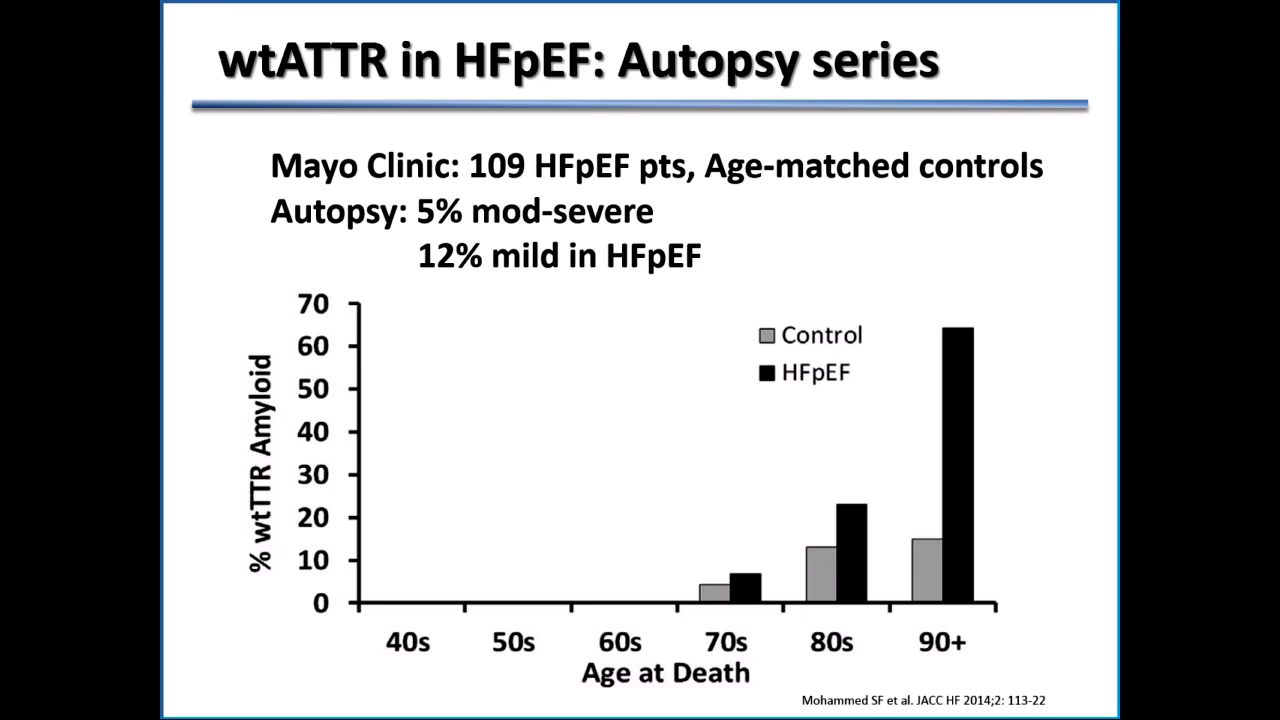 wtATTR in HFpEF: Autopsy series
Mayo Clinic: 109 HFpEF pts, Age-matched controls
Autopsy: 5% mod-severe
12% mild in HFpEF
% wtTTR Amyloid
70
60
50
40
30
20
10
0
Control
HFpEF
40s 50s 60s 70s 80s 90+
Age at Death
Mohammed SF et al. JACC HF 2014;2: 113-22